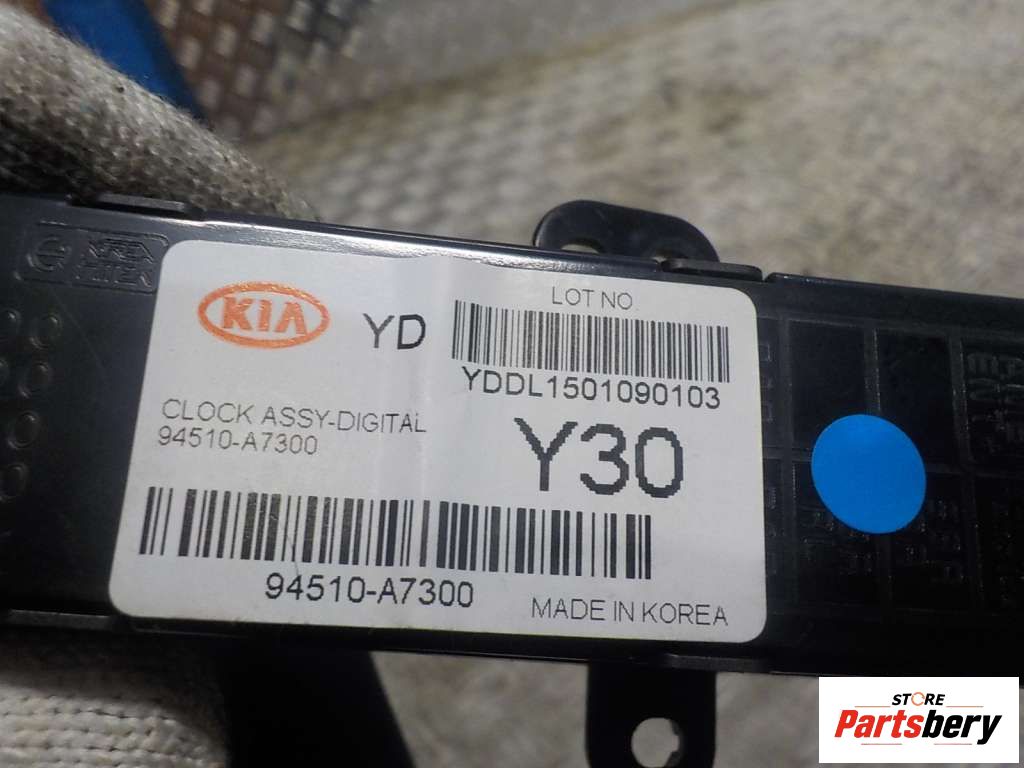 KIA
YD
LOT NO.
YDDL1501090103
CLOCK ASSY-DIGITAL
94510-A7300
Y30
94510-A7300
MADE IN KOREA
STORE
Partsbery